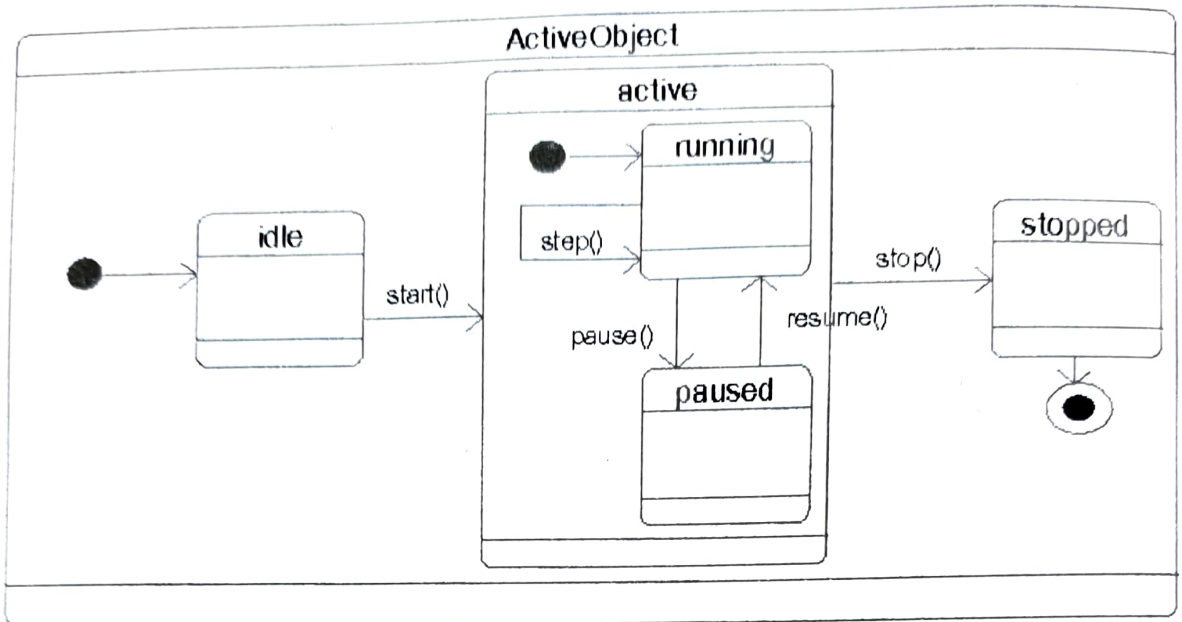 ActiveObject
active
running
step()
idle
start()
pause()
resume()
paused
stop()
stopped